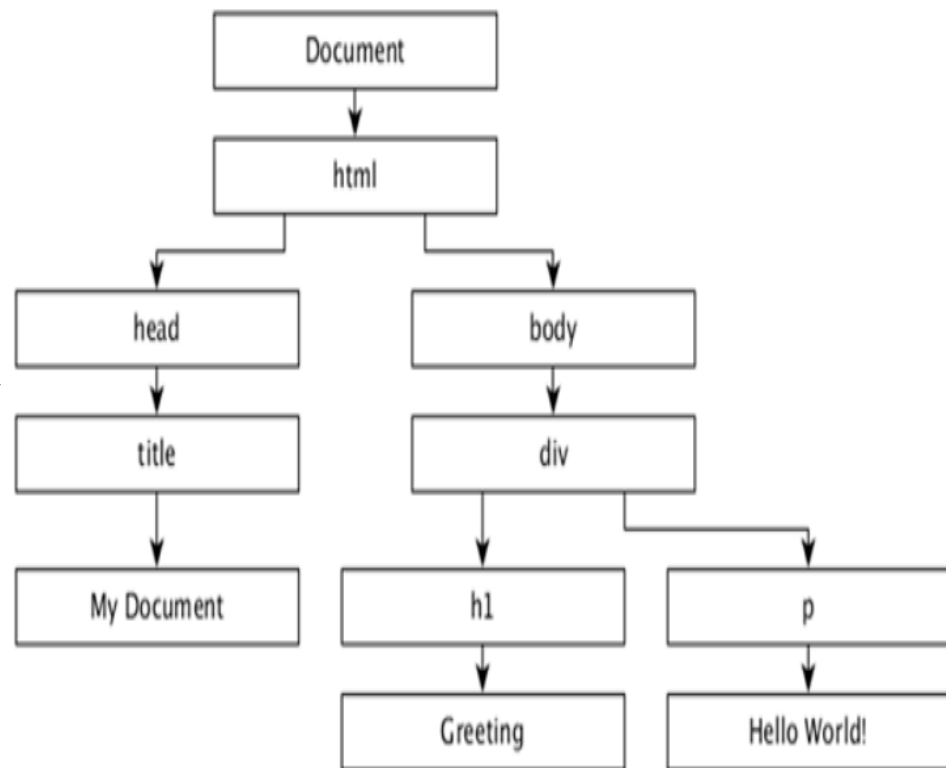 Document
html
head
body
title
div
My Document
h1
p
Greeting
Hello World!